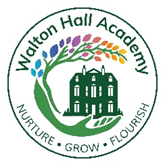 Walton Hall Academy
NURTURE • GROW • FLOURISH